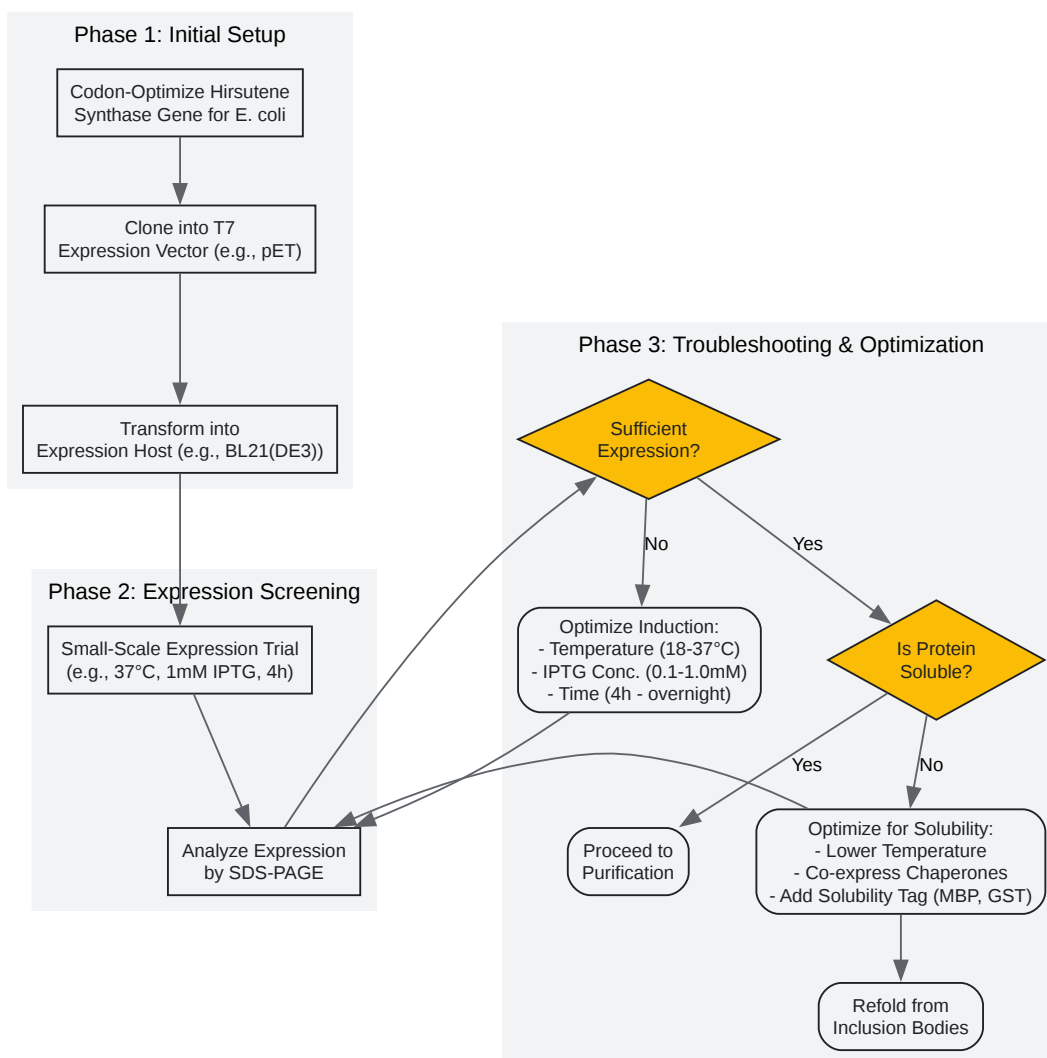 Phase 1: Initial Setup
Codon-Optimize Hirsutene
Synthase Gene for E. coli
Clone into T7
Expression Vector (e.g., pET)
Transform into
Expression Host (e.g., BL21(DE3))
Phase 2: Expression Screening
Small-Scale Expression Trial
(e.g., 37°C, 1mM IPTG, 4h)
Analyze Expression
by SDS-PAGE
Phase 3: Troubleshooting & Optimization
Sufficient
Expression?
No
Yes
Optimize Induction:
- Temperature (18-37°C)
- IPTG Conc. (0.1-1.0mM)
- Time (4h - overnight)
Is Protein
Soluble?
Yes
No
Proceed to
Purification
Optimize for Solubility:
- Lower Temperature
- Co-express Chaperones
- Add Solubility Tag (MBP, GST)
Refold from
Inclusion Bodies